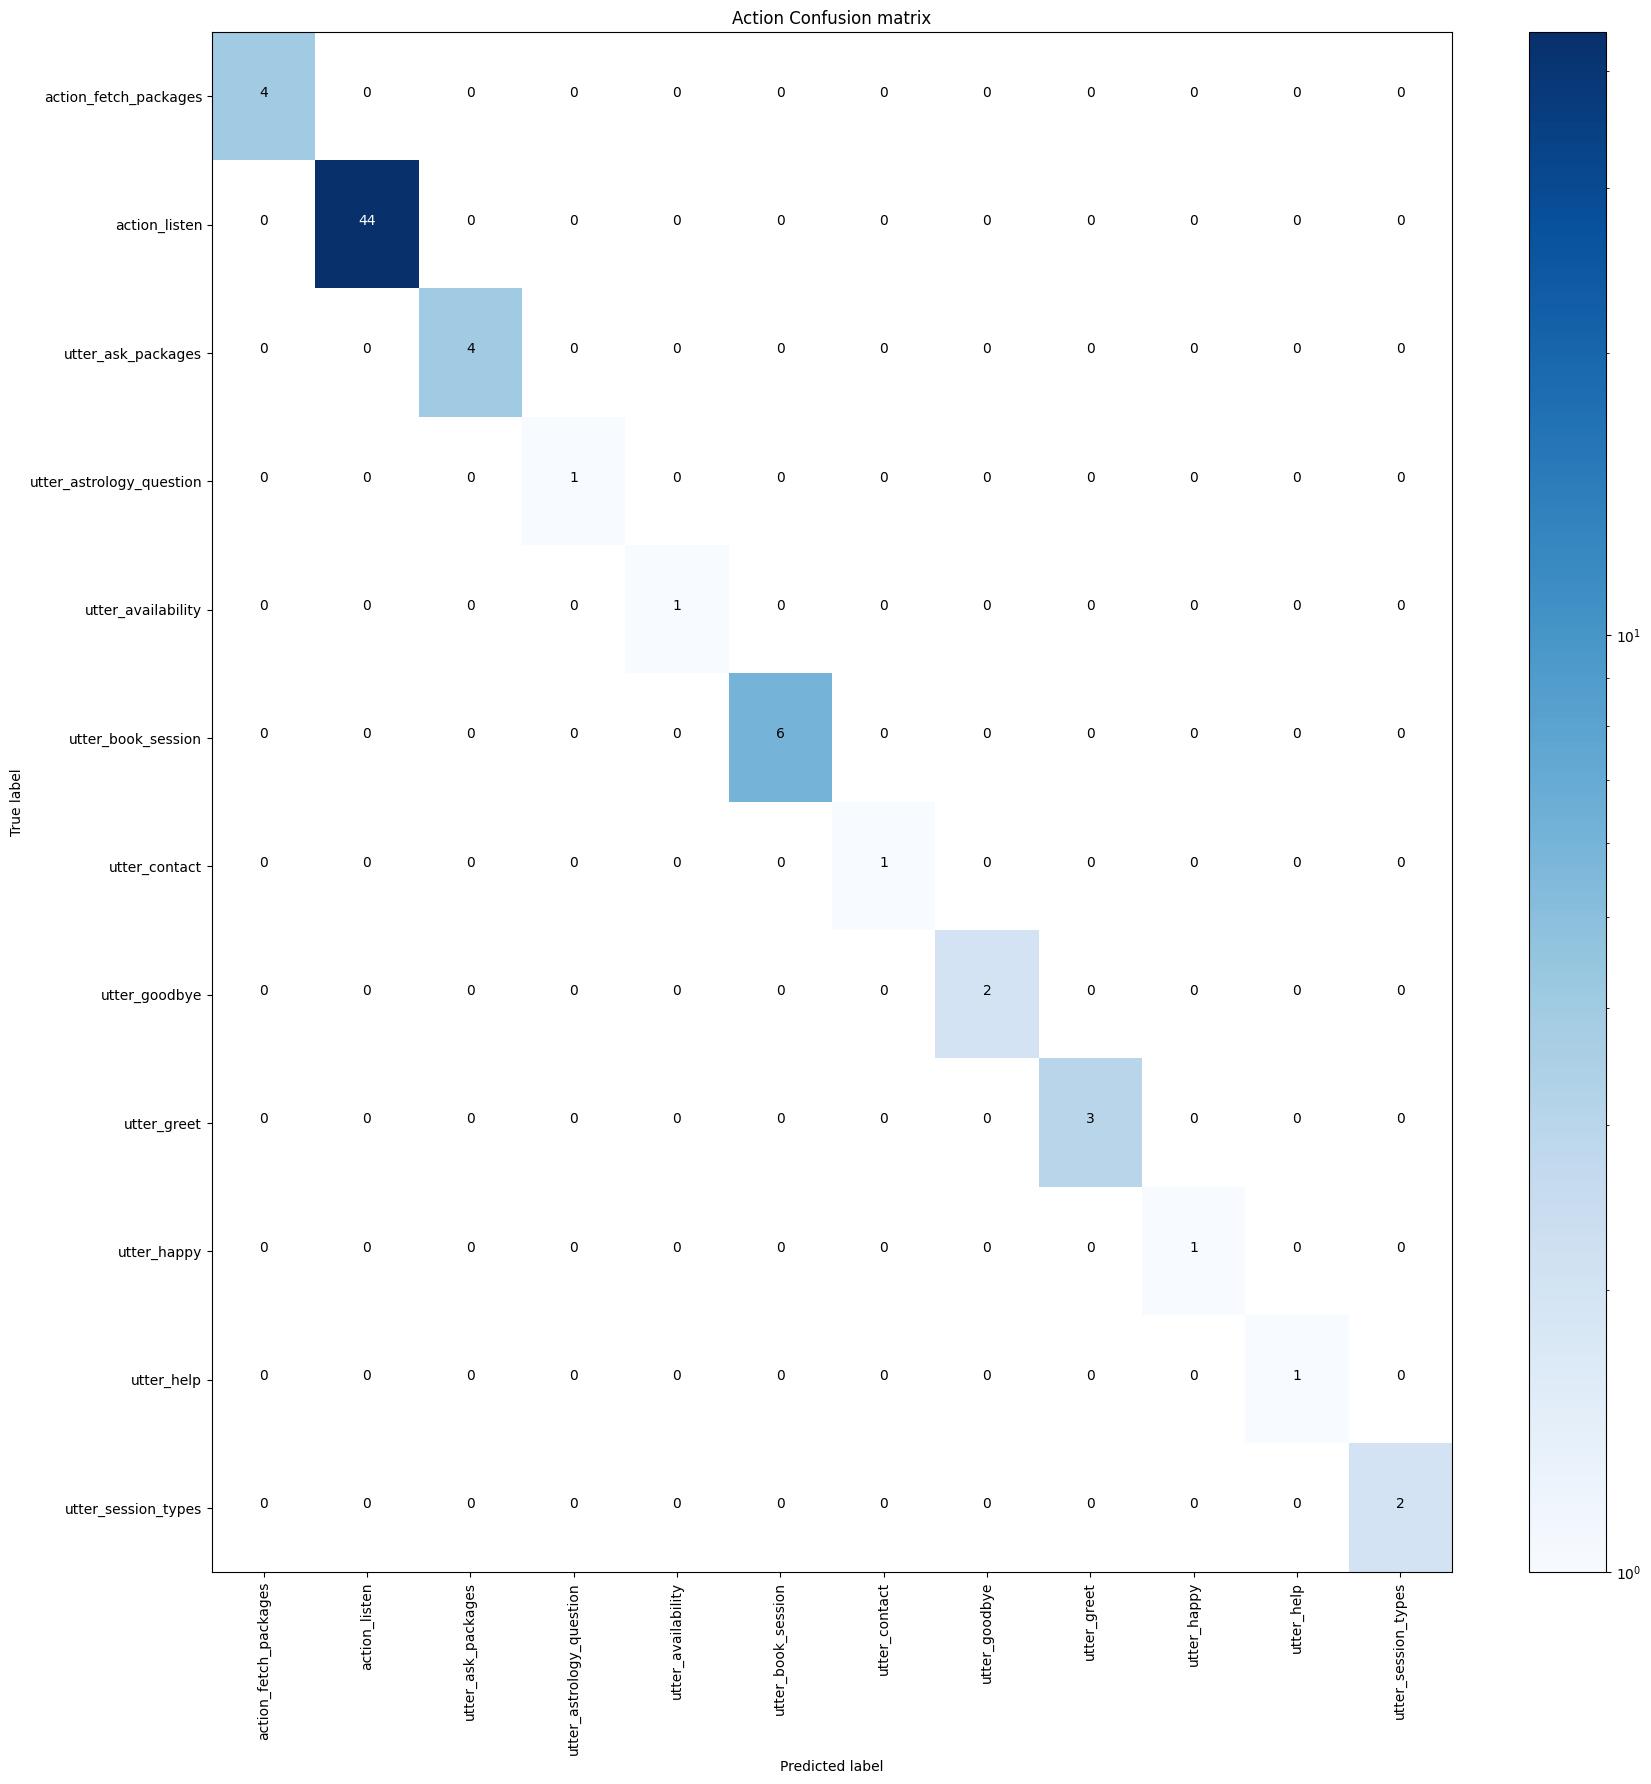 Action Confusion matrix
action_fetch_packages 4 0 0 0 0 0 0 0 0 0 0 0
action_listen 0 44 0 0 0 0 0 0 0 0 0 0
utter_ask_packages 0 0 4 0 0 0 0 0 0 0 0 0
utter_astrology_question 0 0 0 1 0 0 0 0 0 0 0 0
utter_availability 0 0 0 0 1 0 0 0 0 0 0 0
10¹
utter_book_session 0 0 0 0 0 6 0 0 0 0 0 0
True label
utter_contact 0 0 0 0 0 0 1 0 0 0 0 0
utter_goodbye 0 0 0 0 0 0 0 2 0 0 0 0
utter_greet 0 0 0 0 0 0 0 0 3 0 0 0
utter_happy 0 0 0 0 0 0 0 0 0 1 0 0
utter_help 0 0 0 0 0 0 0 0 0 0 1 0
utter_session_types 0 0 0 0 0 0 0 0 0 0 0 2
10⁰
action_fetch_packages
action_listen
utter_ask_packages
utter_astrology_question
utter_availability
utter_book_session
utter_contact
utter_goodbye
utter_greet
utter_happy
utter_help
utter_session_types
Predicted label